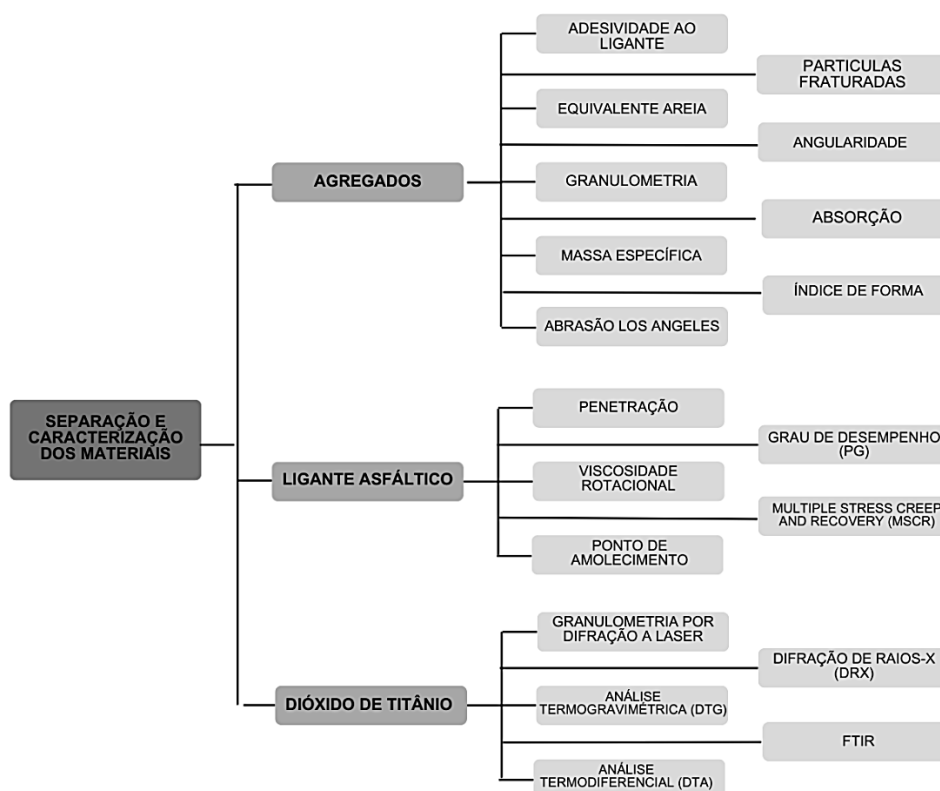 ADESIVIDADE AO
LIGANTE
PARTICULAS
FRATURADAS
EQUIVALENTE AREIA
ANGULARIDADE
AGREGADOS
GRANULOMETRIA
ABSORÇÃO
MASSA ESPECÍFICA
ÍNDICE DE FORMA
ABRASÃO LOS ANGELES
SEPARAÇÃO E
CARACTERIZAÇÃO
DOS MATERIAIS
PENETRAÇÃO
GRAU DE DESEMPENHO
(PG)
LIGANTE ASFÁLTICO
VISCOSIDADE
ROTACIONAL
MULTIPLE STRESS CREEP
AND RECOVERY (MSCR)
PONTO DE
AMOLECIMENTO
GRANULOMETRIA POR
DIFRAÇÃO A LASER
DIFRAÇÃO DE RAIOS-X
(DRX)
DIÓXIDO DE TITÂNIO
ANÁLISE
TERMOGRAVIMÉTRICA (DTG)
FTIR
ANÁLISE
TERMODIFERENCIAL (DTA)